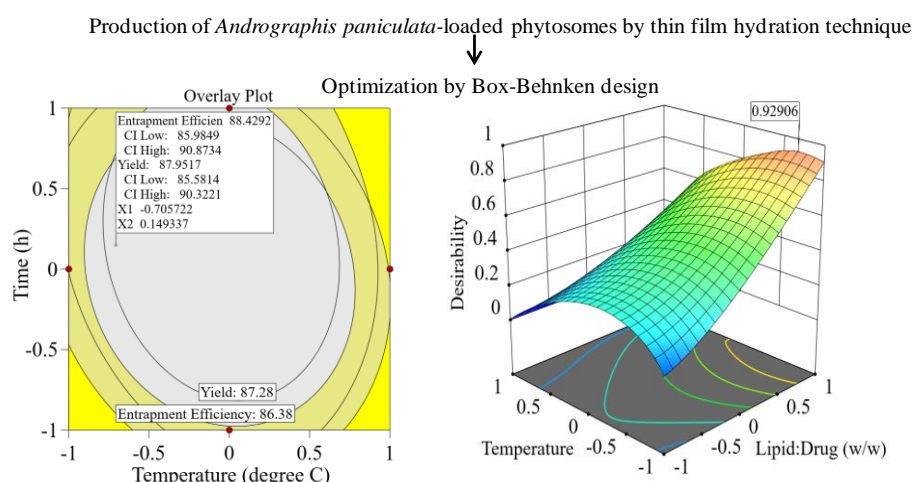 Production of Andrographis paniculata-loaded phytosomes by thin film hydration technique
Optimization by Box-Behnken design
Overlay Plot
1
0.5
0
-0.5
-1
Time (h)
Entrapment Efficien 88.4292
CI Low: 85.9849
CI High: 90.8734
Yield: 87.9517
CI Low: 85.5814
CI High: 90.3221
X1 -0.705722
X2 0.149337
Yield: 87.28
Entrapment Efficiency: 86.38
-1 -0.5 0 0.5 1
Temperature (degree C)
0.92906
1
0.8
0.6
0.4
0.2
0
Desirability
1
0.5
0
-0.5
-1
Temperature
-1
-0.5
0
0.5
1
Lipid:Drug (w/w)